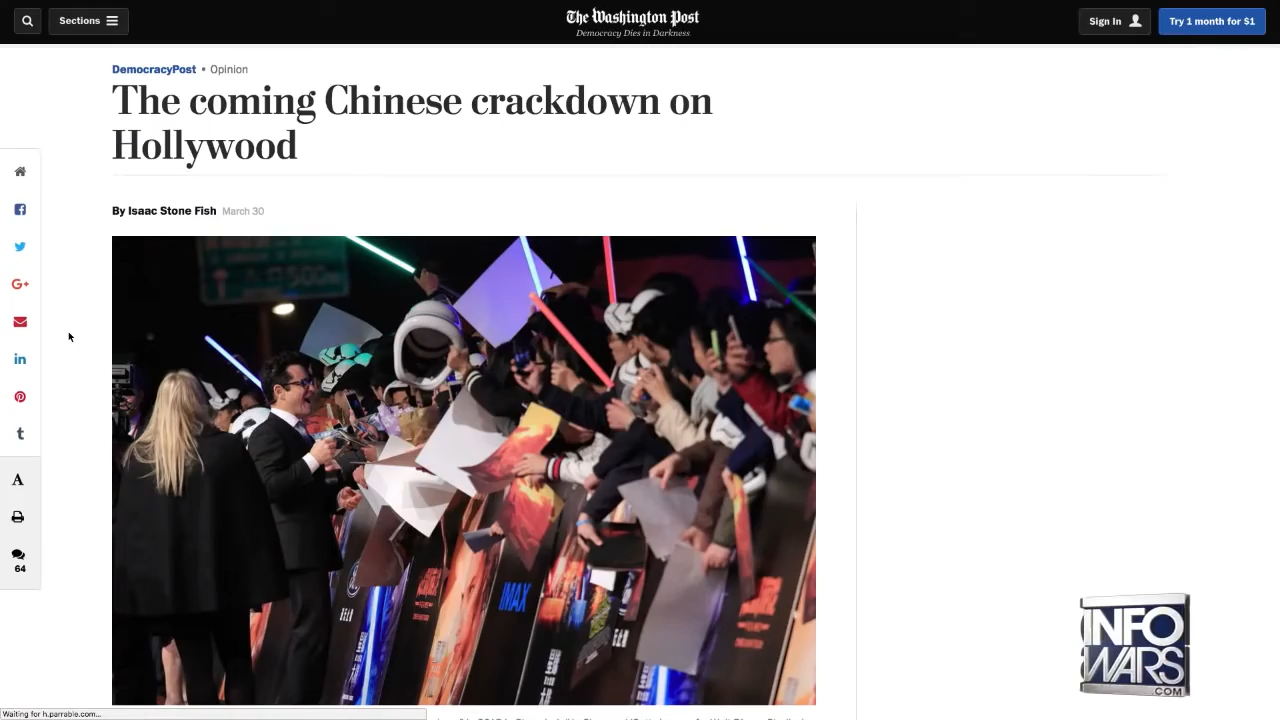 Sections
The Washington Post
Democracy Dies in Darkness
Sign In
Try 1 month for $1
DemocracyPost • Opinion
The coming Chinese crackdown on
Hollywood
By Isaac Stone Fish March 30
G+
in
t
A
64
IMAX
INFO
WARS
.COM
Waiting for h.parrable.com...